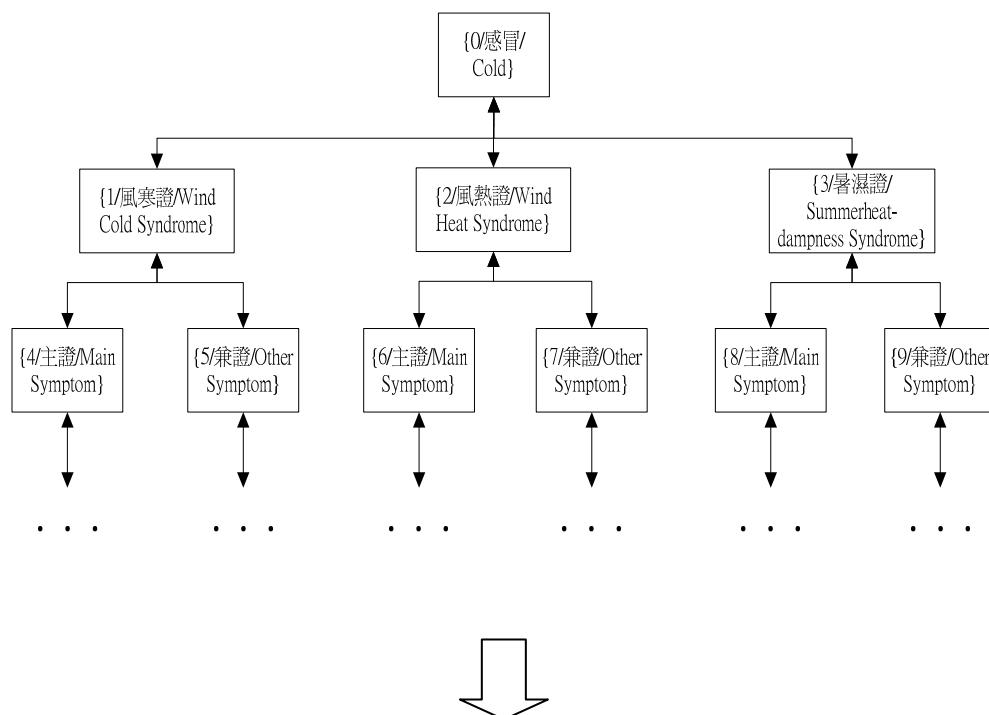 {0/感冒/
Cold}
{1/風寒證/Wind
Cold Syndrome}
{2/風熱證/Wind
Heat Syndrome}
{3/暑濕證/
Summerheat-
dampness Syndrome}
{4/主證/Main
Symptom}
{5/兼證/Other
Symptom}
{6/主證/Main
Symptom}
{7/兼證/Other
Symptom}
{8/主證/Main
Symptom}
{9/兼證/Other
Symptom}
. . .
. . .
. . .
. . .
. . .
. . .